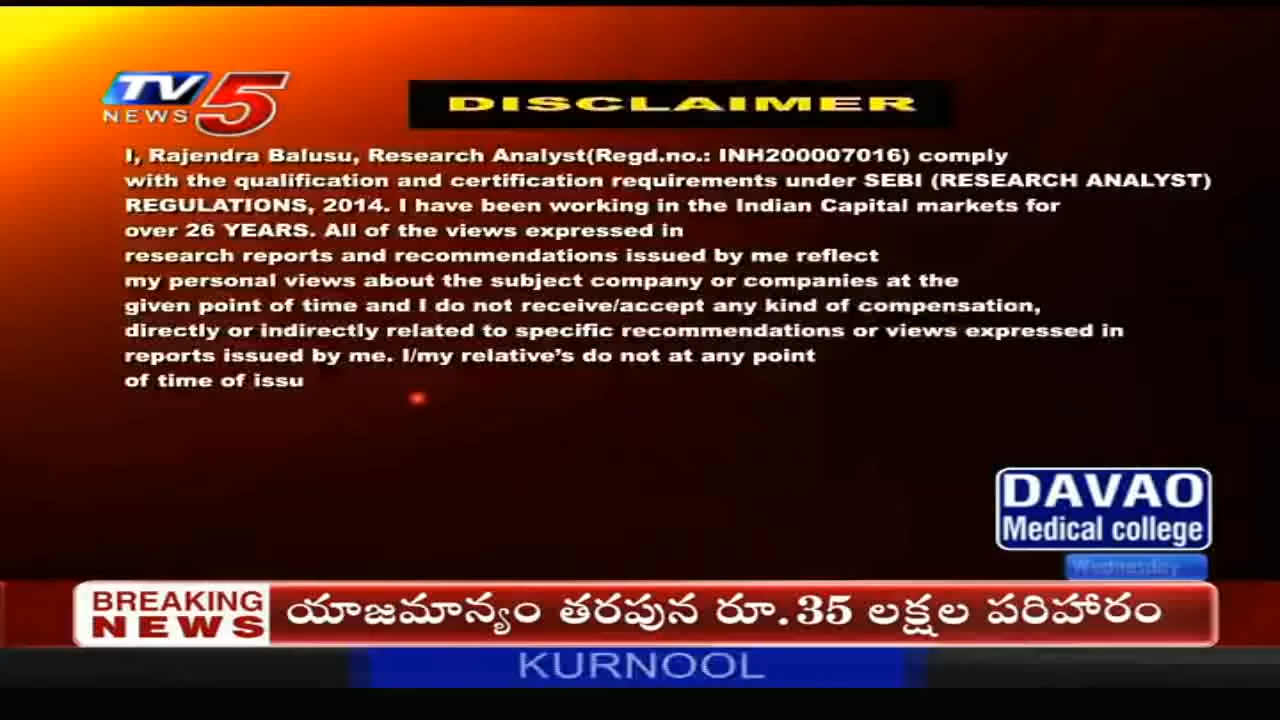 TV5
NEWS
DISCLAIMER
I, Rajendra Balusu, Research Analyst(Regd.no.: INH200007016) comply
with the qualification and certification requirements under SEBI (RESEARCH ANALYST)
REGULATIONS, 2014. I have been working in the Indian Capital markets for
over 26 YEARS. All of the views expressed in
research reports and recommendations issued by me reflect
my personal views about the subject company or companies at the
given point of time and I do not receive/accept any kind of compensation,
directly or indirectly related to specific recommendations or views expressed in
reports issued by me. I/my relative's do not at any point
of time of issu
DAVAO
Medical college
Wednesday
BREAKING
NEWS
యాజమాన్యం తరపున రూ.35 లక్షల పరిహారం
KURNOOL